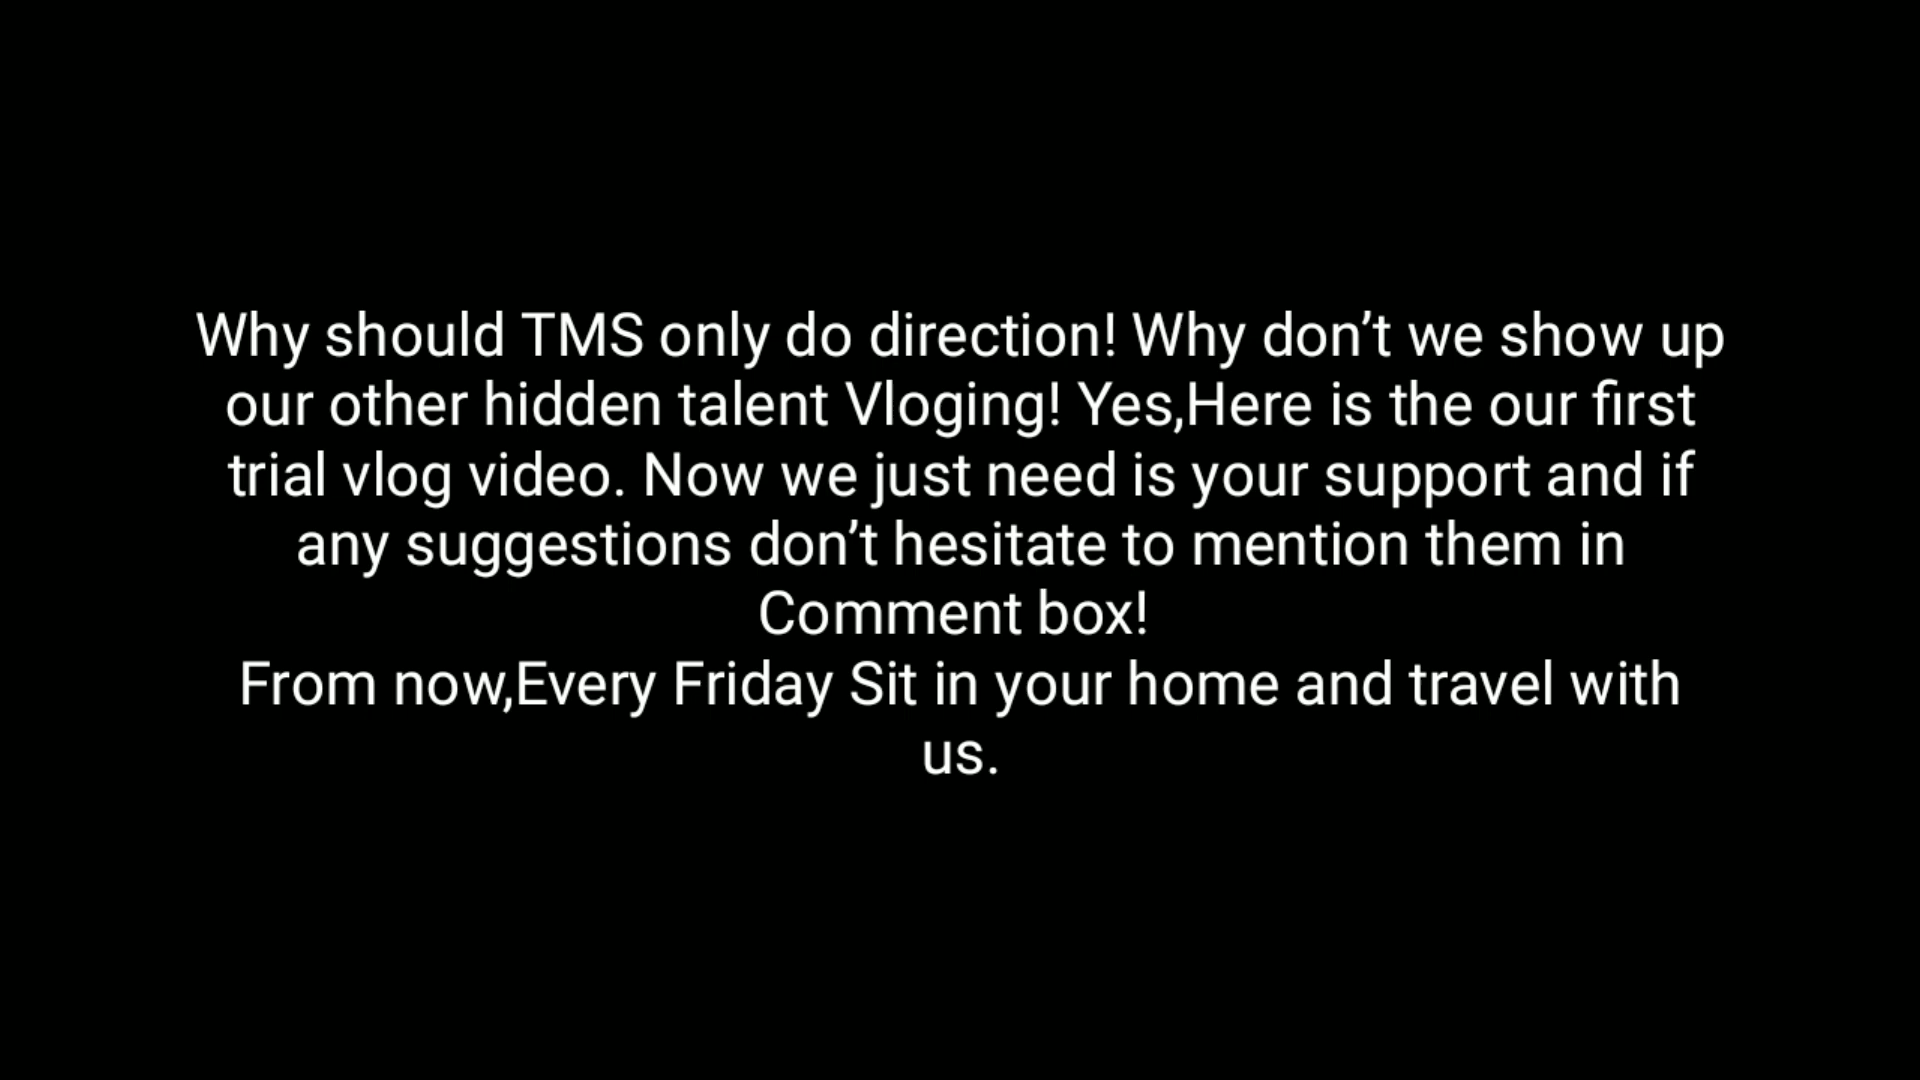 Why should TMS only do direction! Why don’t we show up
our other hidden talent Vloging! Yes,Here is the our first
trial vlog video. Now we just need is your support and if
any suggestions don’t hesitate to mention them in
Comment box!
From now,Every Friday Sit in your home and travel with
us.